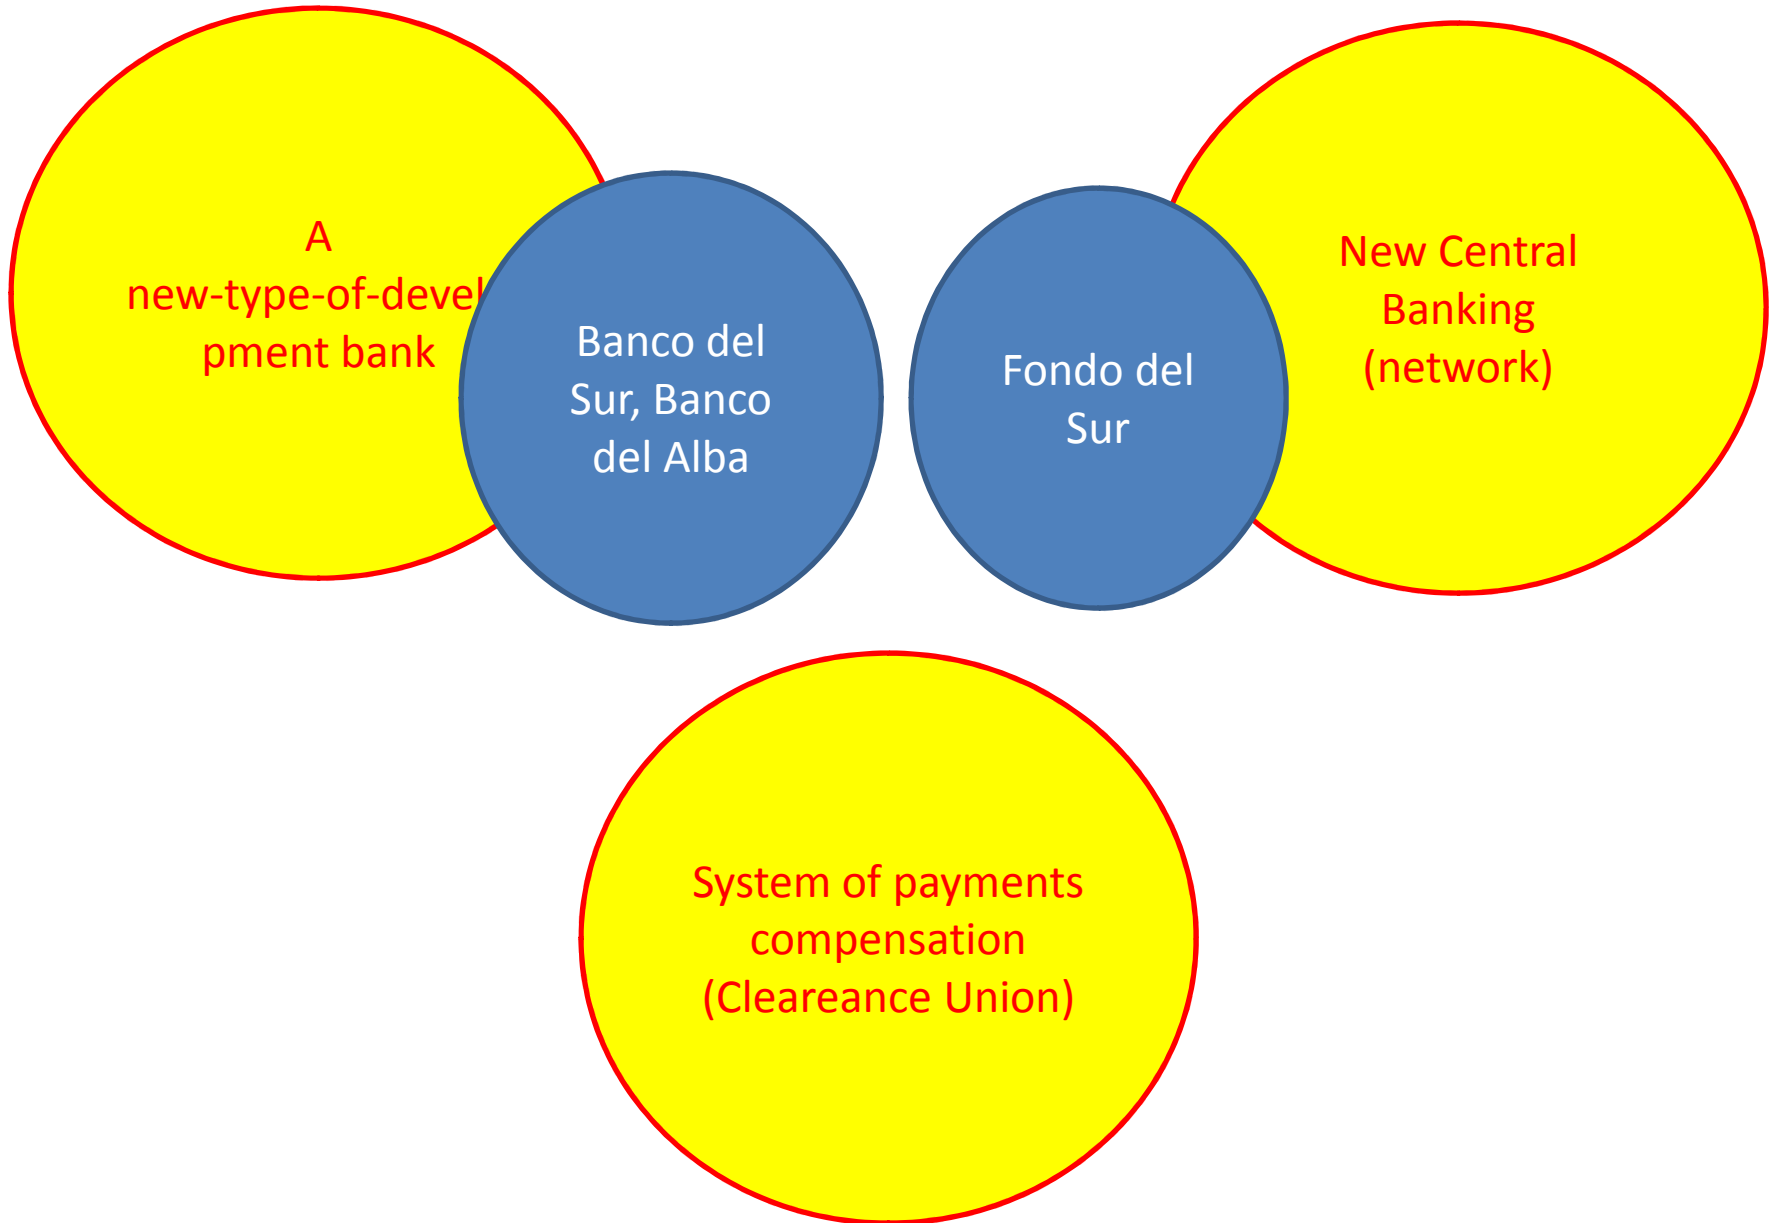 A
new-type-of-devel
pment bank
Banco del
Sur, Banco
del Alba
Fondo del
Sur
New Central
Banking
(network)
System of payments
compensation
(Cleareance Union)